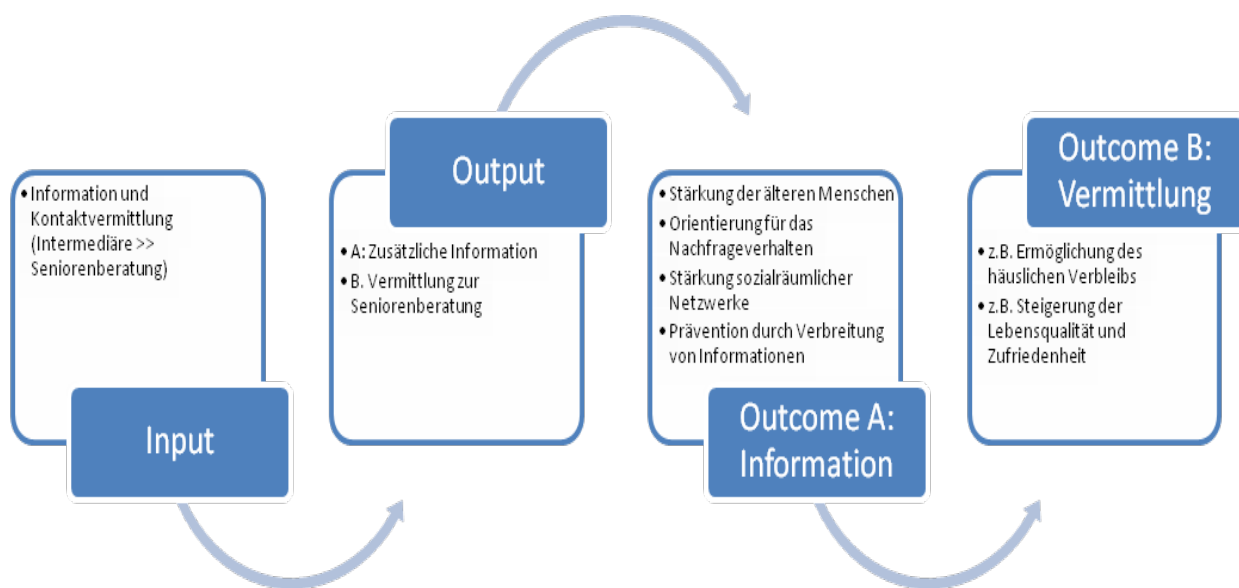 • Information und
Kontaktvermittlung
(Intermediäre >>
Seniorenberatung)
Input
Output
• A: Zusätzliche Information
• B. Vermittlung zur
Seniorenberatung
• Stärkung der älteren Menschen
• Orientierung für das
Nachfrageverhalten
• Stärkung sozialräumlicher
Netzwerke
• Prävention durch Verbreitung
von Informationen
Outcome A:
Information
Outcome B:
Vermittlung
• z.B. Ermöglichung des
häuslichen Verbleibs
• z.B. Steigerung der
Lebensqualität und
Zufriedenheit